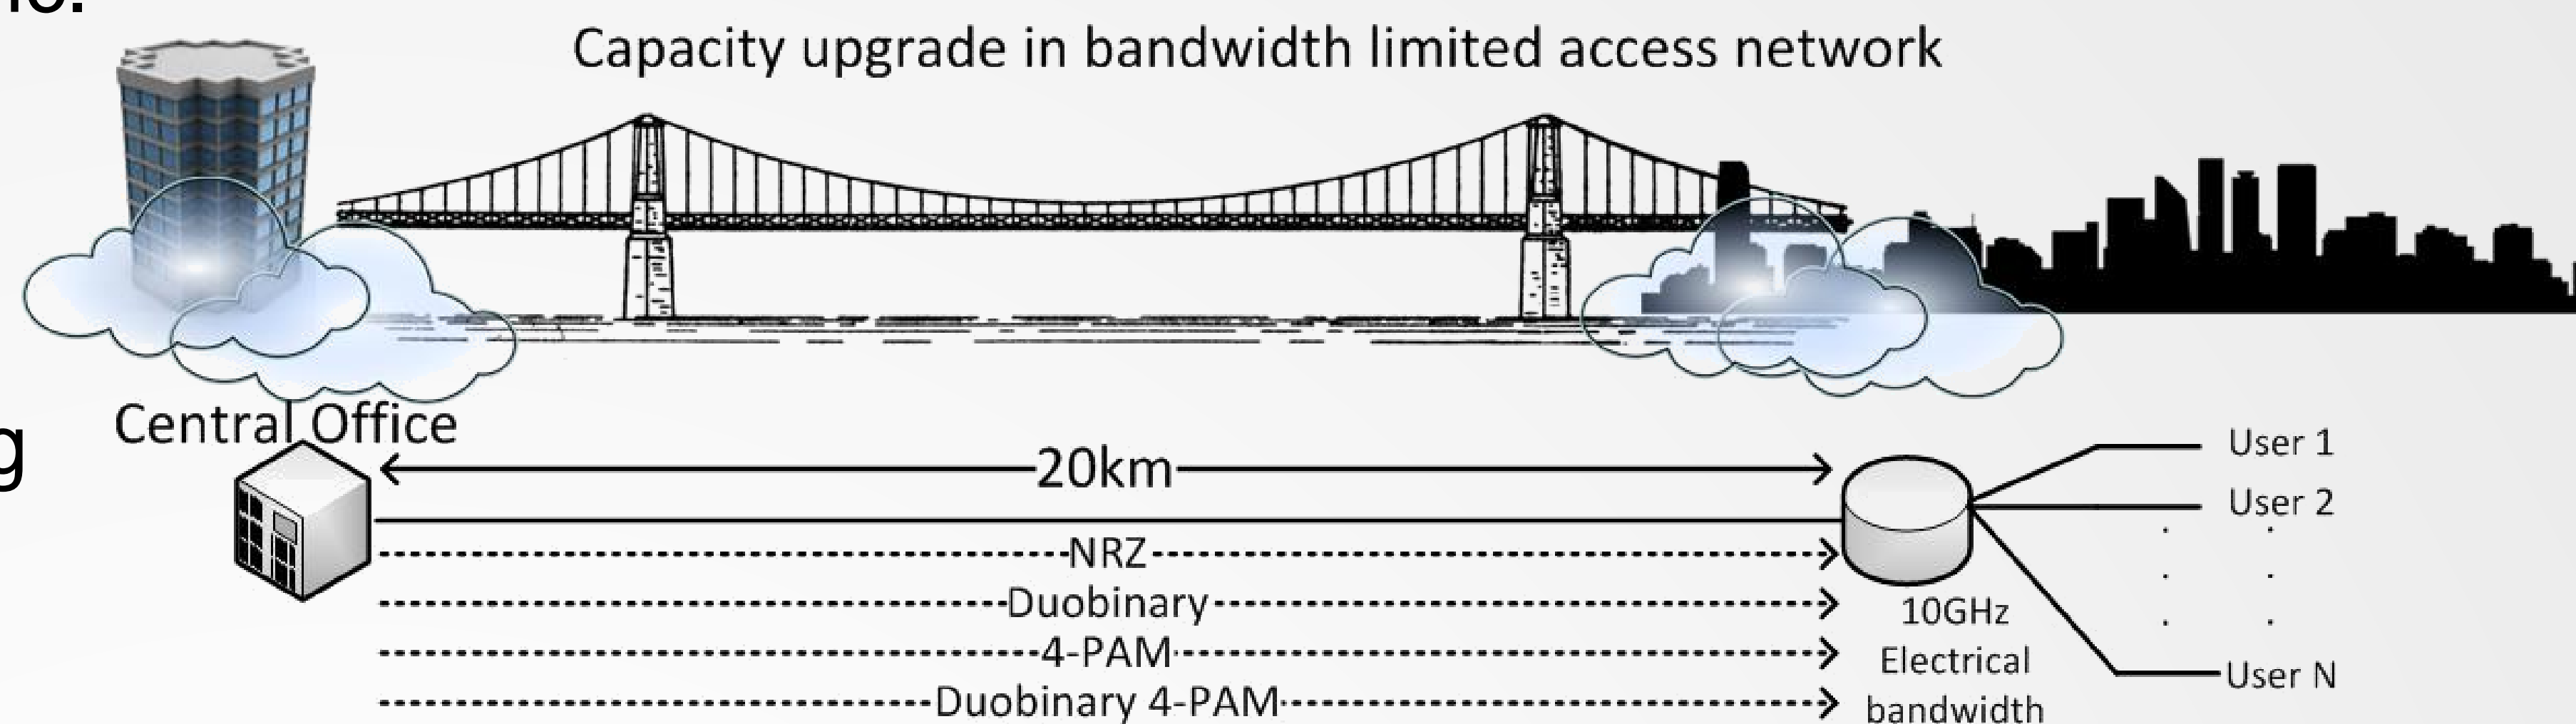 Capacity upgrade in bandwidth limited access network
Central Office
g
20km
User 1
User 2
NRZ
Duobinary
10GHz
4-PAM
Electrical
User N
Duobinary 4-PAM
bandwidth